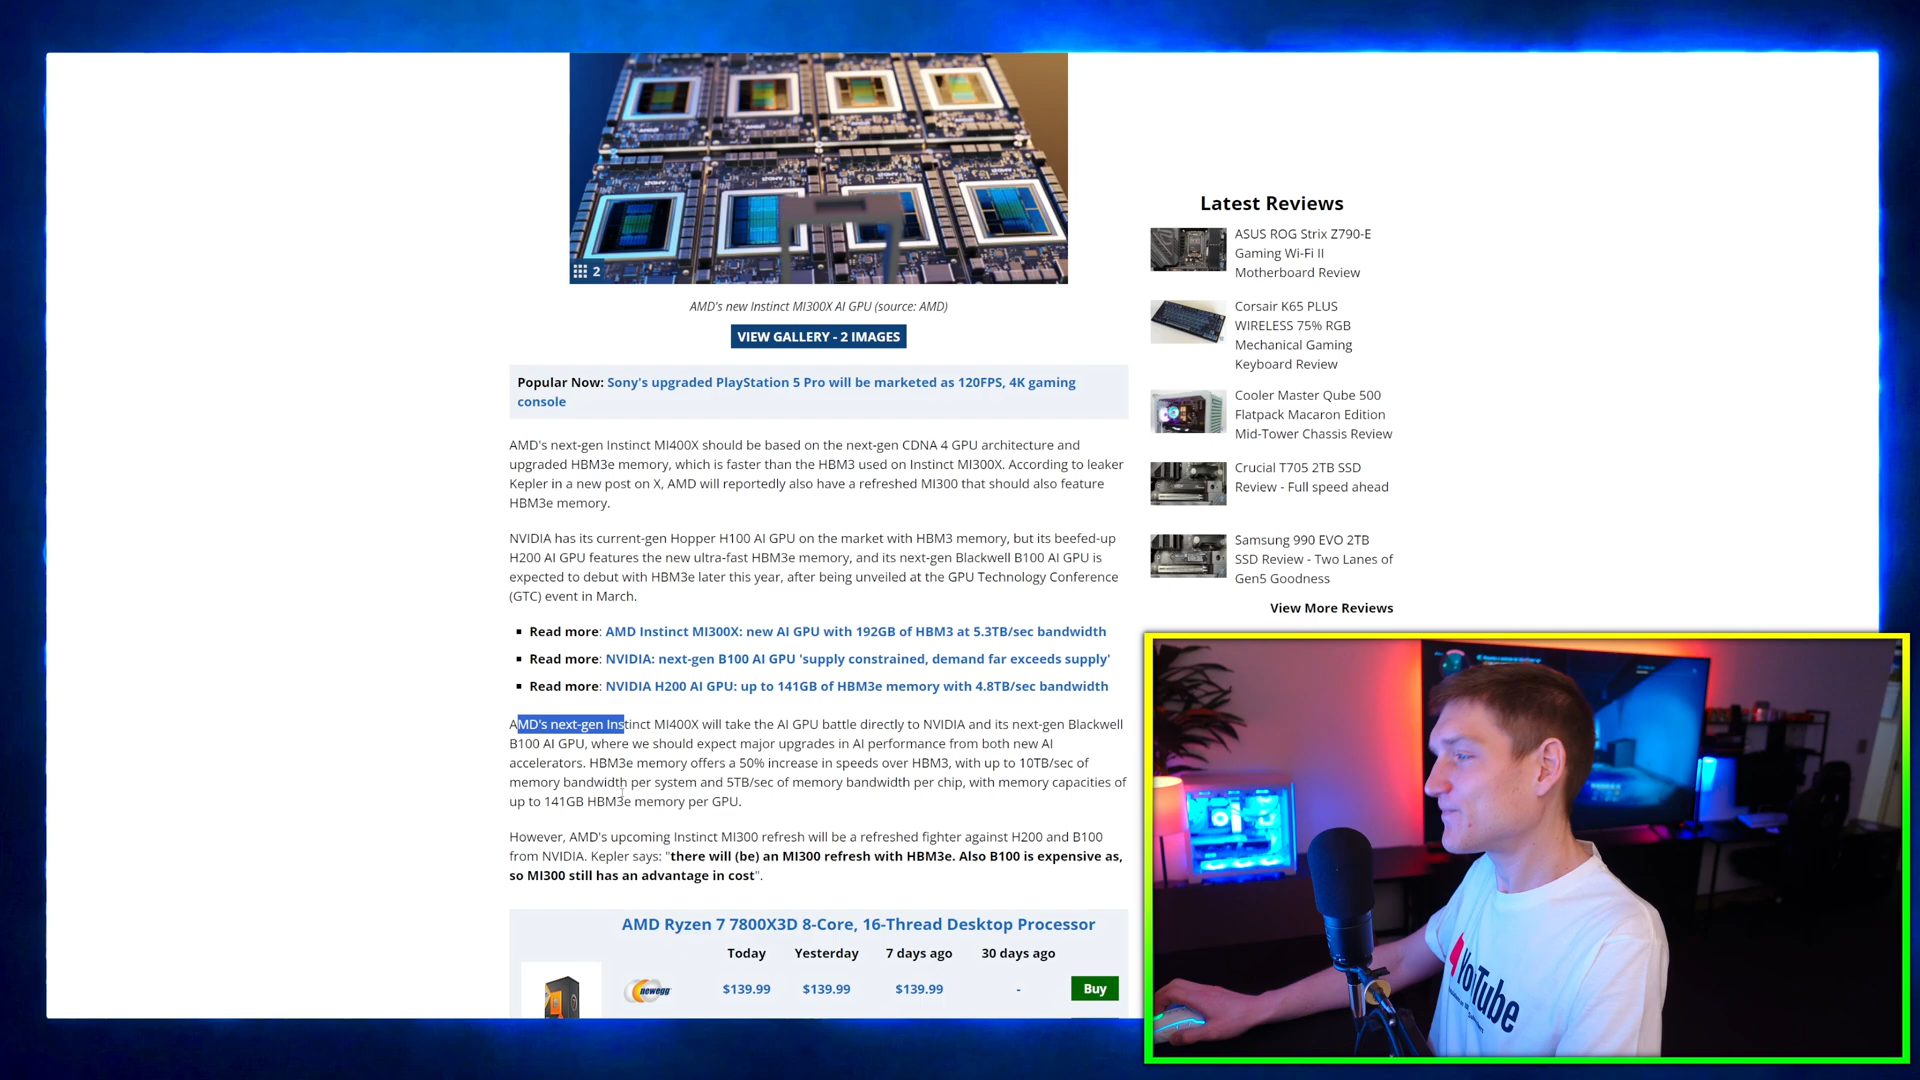 2
AMD's new Instinct MI300X AI GPU (source: AMD)
VIEW GALLERY - 2 IMAGES
Popular Now: Sony's upgraded PlayStation 5 Pro will be marketed as 120FPS, 4K gaming
console
AMD's next-gen Instinct MI400X should be based on the next-gen CDNA 4 GPU architecture and
upgraded HBM3e memory, which is faster than the HBM3 used on Instinct MI300X. According to leaker
Kepler in a new post on X, AMD will reportedly also have a refreshed MI300 that should also feature
HBM3e memory.
NVIDIA has its current-gen Hopper H100 AI GPU on the market with HBM3 memory, but its beefed-up
H200 AI GPU features the new ultra-fast HBM3e memory, and its next-gen Blackwell B100 AI GPU is
expected to debut with HBM3e later this year, after being unveiled at the GPU Technology Conference
(GTC) event in March.
Read more: AMD Instinct MI300X: new AI GPU with 192GB of HBM3 at 5.3TB/sec bandwidth
Read more: NVIDIA: next-gen B100 AI GPU 'supply constrained, demand far exceeds supply'
Read more: NVIDIA H200 AI GPU: up to 141GB of HBM3e memory with 4.8TB/sec bandwidth
AMD's next-gen Instinct MI400X will take the AI GPU battle directly to NVIDIA and its next-gen Blackwell
B100 AI GPU, where we should expect major upgrades in AI performance from both new AI
accelerators. HBM3e memory offers a 50% increase in speeds over HBM3, with up to 10TB/sec of
memory bandwidth per system and 5TB/sec of memory bandwidth per chip, with memory capacities of
up to 141GB HBM3e memory per GPU.
However, AMD's upcoming Instinct MI300 refresh will be a refreshed fighter against H200 and B100
from NVIDIA. Kepler says: "there will (be) an MI300 refresh with HBM3e. Also B100 is expensive as,
so MI300 still has an advantage in cost".
AMD Ryzen 7 7800X3D 8-Core, 16-Thread Desktop Processor
Today Yesterday 7 days ago 30 days ago
newegg $139.99 $139.99 $139.99 - Buy
Latest Reviews
ASUS ROG Strix Z790-E
Gaming Wi-Fi II
Motherboard Review
Corsair K65 PLUS
WIRELESS 75% RGB
Mechanical Gaming
Keyboard Review
Cooler Master Qube 500
Flatpack Macaron Edition
Mid-Tower Chassis Review
Crucial T705 2TB SSD
Review - Full speed ahead
Samsung 990 EVO 2TB
SSD Review - Two Lanes of
Gen5 Goodness
View More Reviews
YouTube